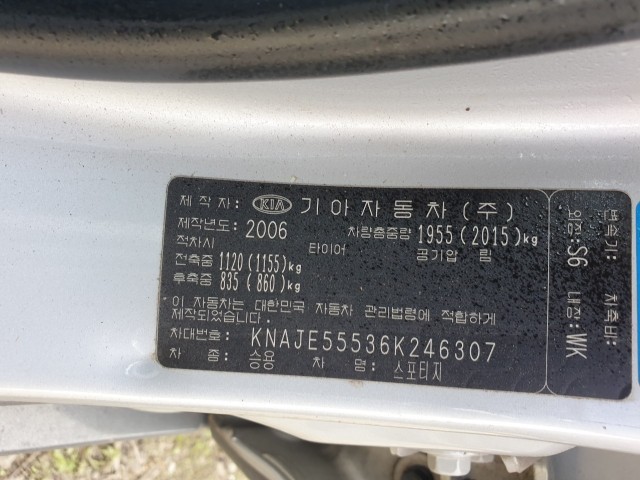 제 작 자: KIA 기아자동차 (주)
제작년도: 2006 차량총중량 1955 (2015) kg
적차시 타이어
전축중 1120 (1155) kg 공기압 림
후축중 835 ( 860) kg
이 자동차는 대한민국 자동차 관리법령에 적합하게
제작되었습니다.
차대번호: KNAJE55536K246307
차 종: 승용 차 명: 스포티지
변속기: 차축비:
외장: S6 내장: WK